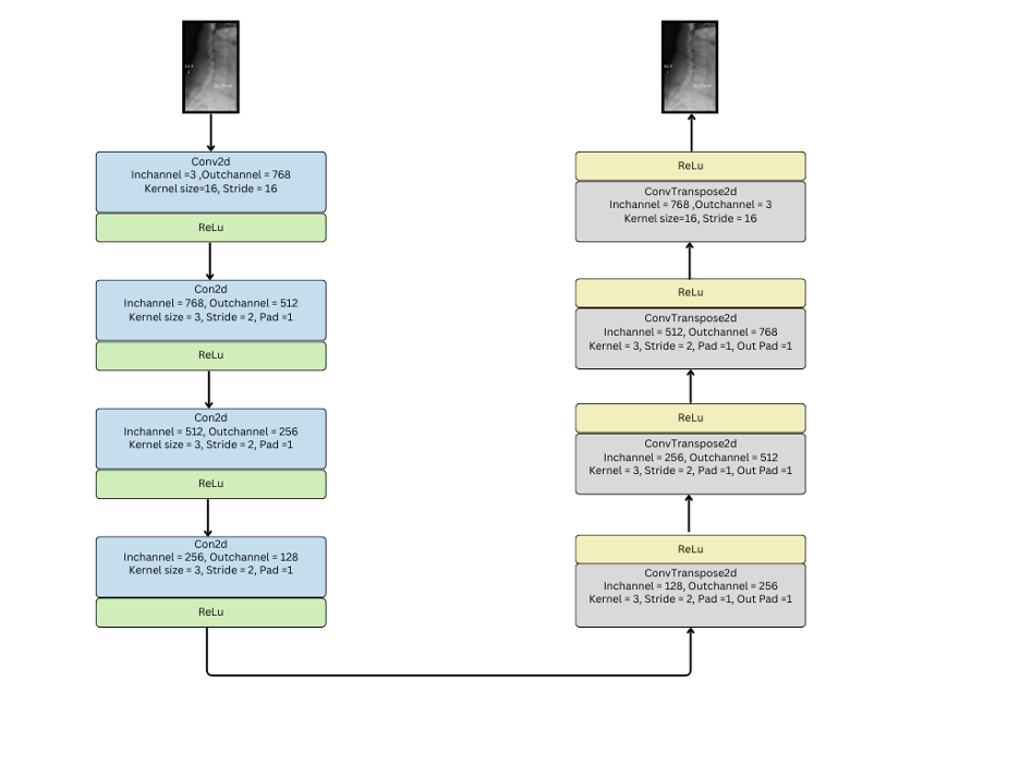 Conv2d
Inchannel =3 ,Outchannel = 768
Kernel size=16, Stride = 16
ReLu
Con2d
Inchannel = 768, Outchannel = 512
Kernel size = 3, Stride = 2, Pad =1
ReLu
Con2d
Inchannel = 512, Outchannel = 256
Kernel size = 3, Stride = 2, Pad =1
ReLu
Con2d
Inchannel = 256, Outchannel = 128
Kernel size = 3, Stride = 2, Pad =1
ReLu
ReLu
ConvTranspose2d
Inchannel = 768 ,Outchannel = 3
Kernel size=16, Stride = 16
ReLu
ConvTranspose2d
Inchannel = 512, Outchannel = 768
Kernel = 3, Stride = 2, Pad =1, Out Pad =1
ReLu
ConvTranspose2d
Inchannel = 256, Outchannel = 512
Kernel = 3, Stride = 2, Pad =1, Out Pad =1
ReLu
ConvTranspose2d
Inchannel = 128, Outchannel = 256
Kernel = 3, Stride = 2, Pad =1, Out Pad =1